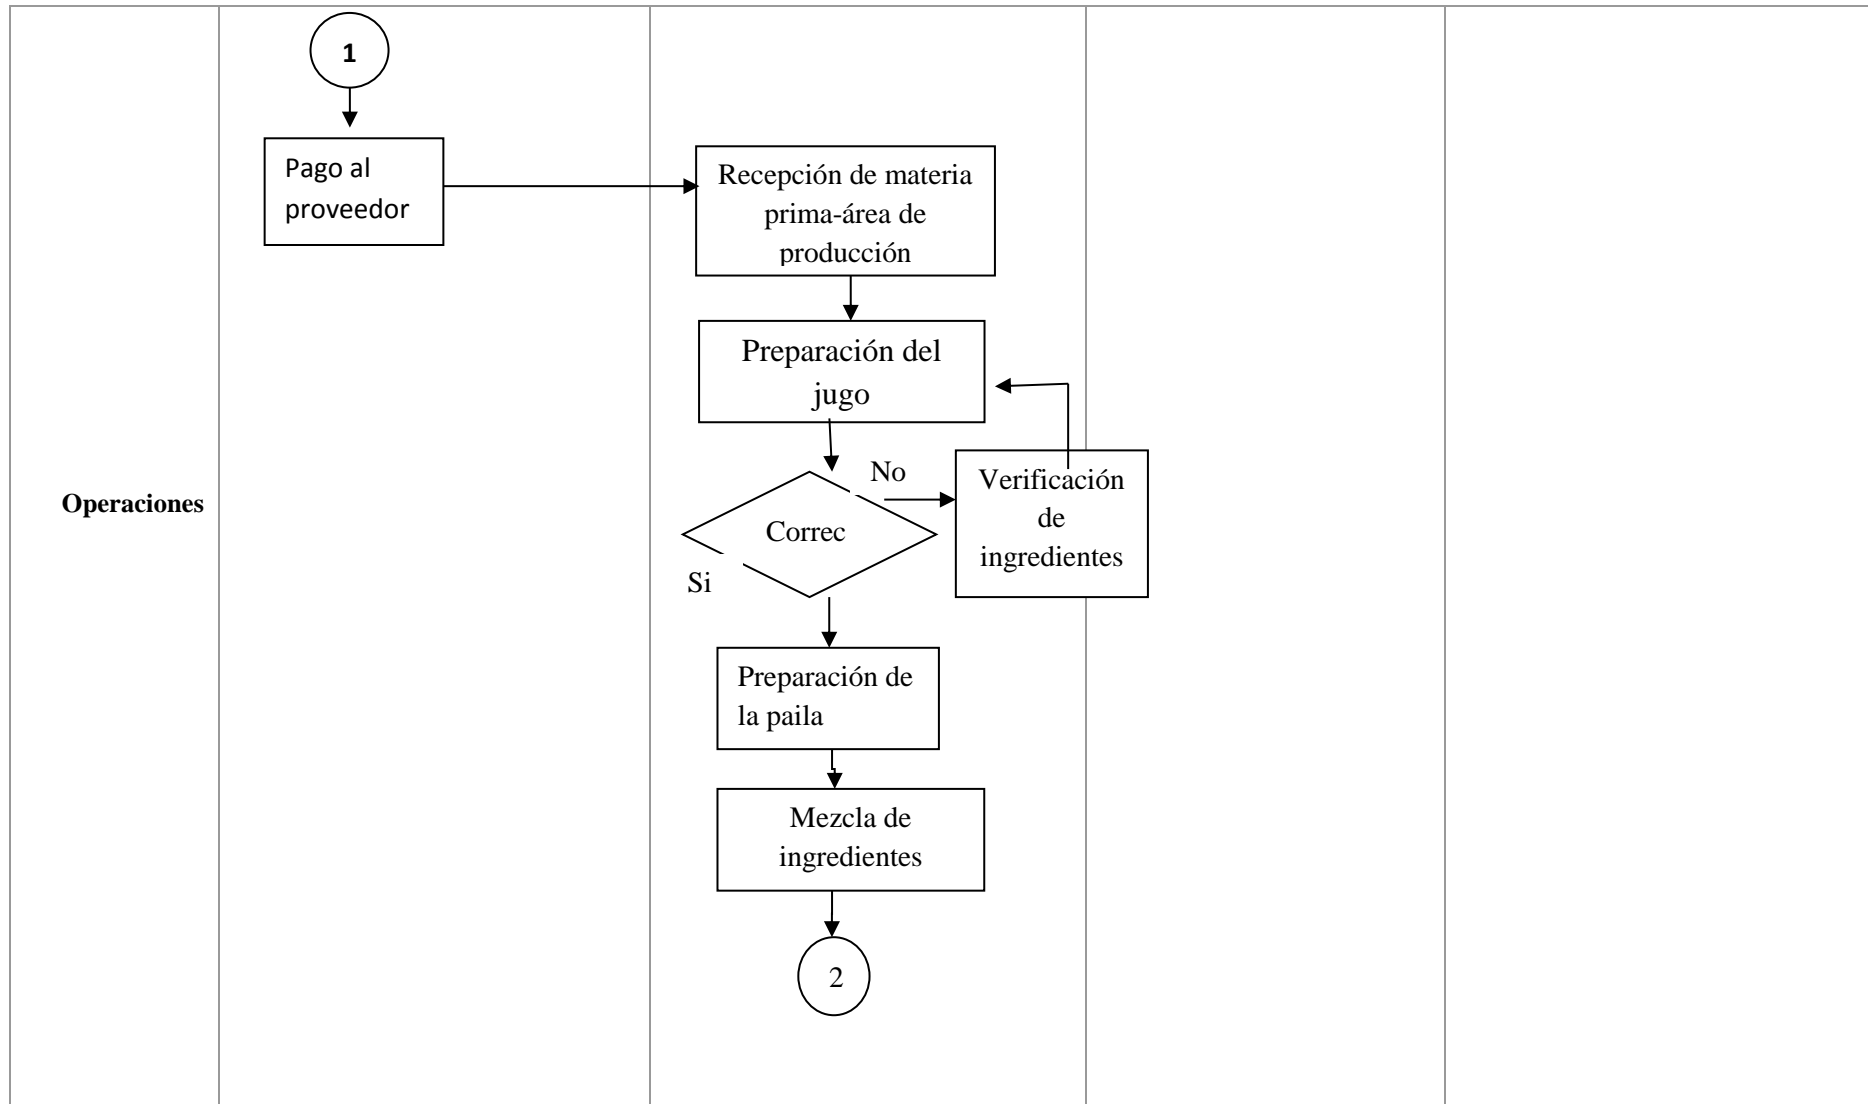 1
Pago al
proveedor
Recepción de materia
prima-área de
producción
Preparación del
jugo
No
Verificación
de
ingredientes
Operaciones
Correc
Si
Preparación de
la paila
Mezcla de
ingredientes
2